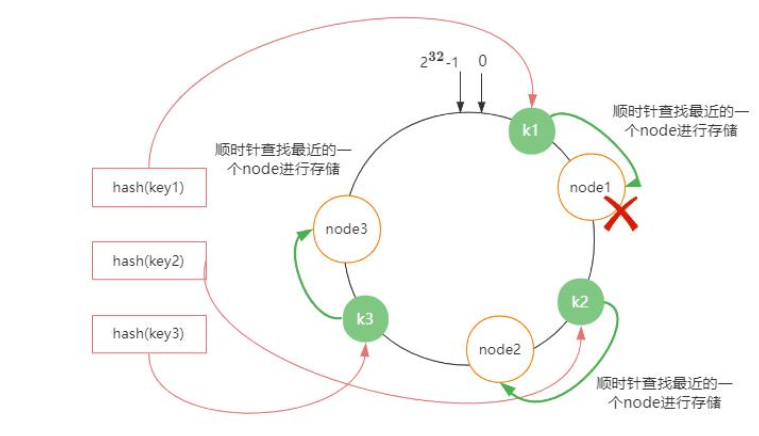 2³²-1
0
k1
顺时针查找最近的一
个node进行存储
顺时针查找最近的一
个node进行存储
hash(key1)
node1
node3
hash(key2)
k2
k3
hash(key3)
node2
顺时针查找最近的一
个node进行存储